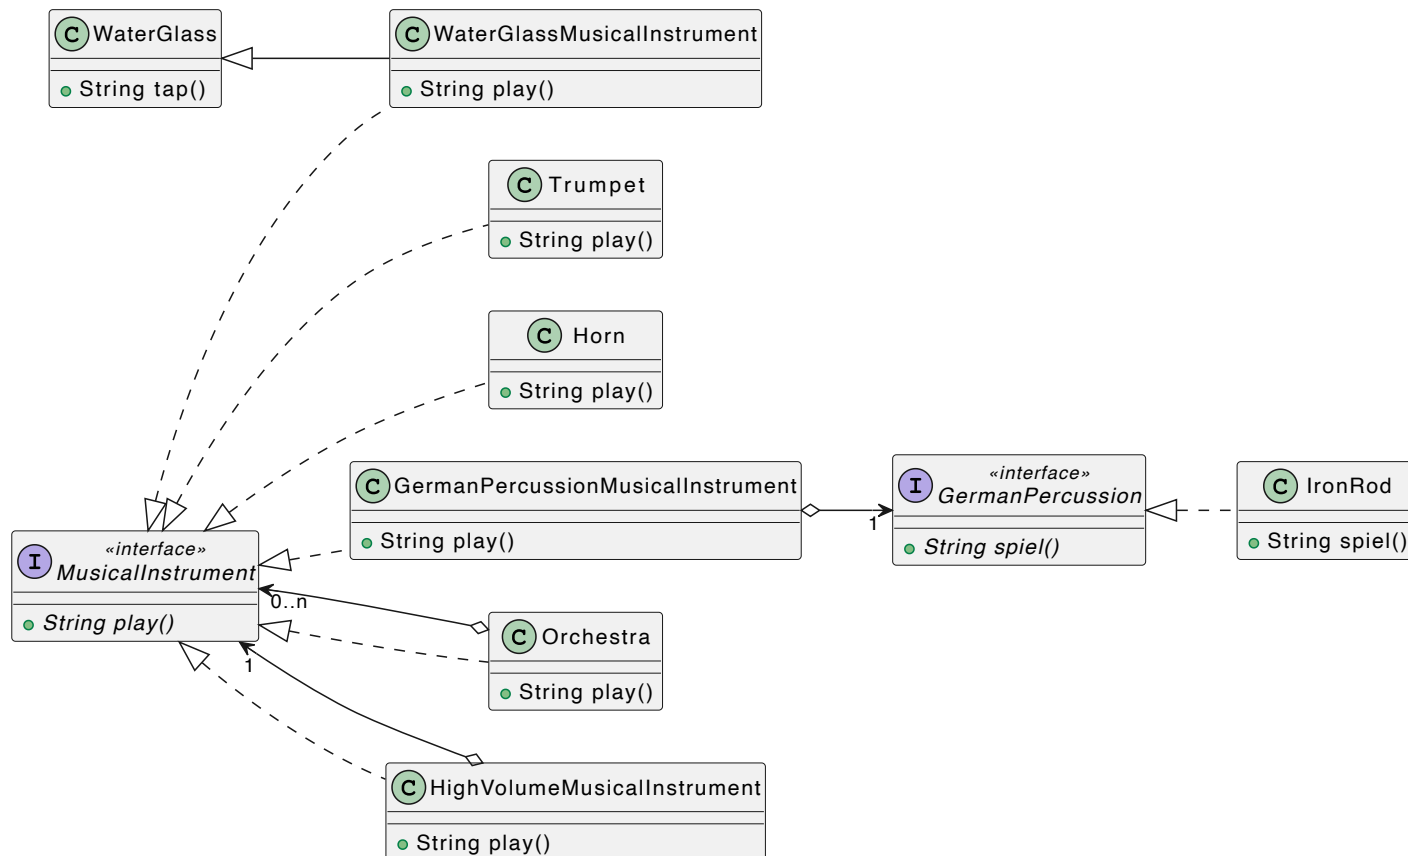 C WaterGlass
String tap()
C WaterGlassMusicalInstrument
String play()
C Trumpet
String play()
C Horn
String play()
C GermanPercussionMusicalInstrument
String play()
1
I «interface»
GermanPercussion
String spiel()
C IronRod
String spiel()
I «interface»
MusicalInstrument
String play()
0..n
1
C Orchestra
String play()
C HighVolumeMusicalInstrument
String play()